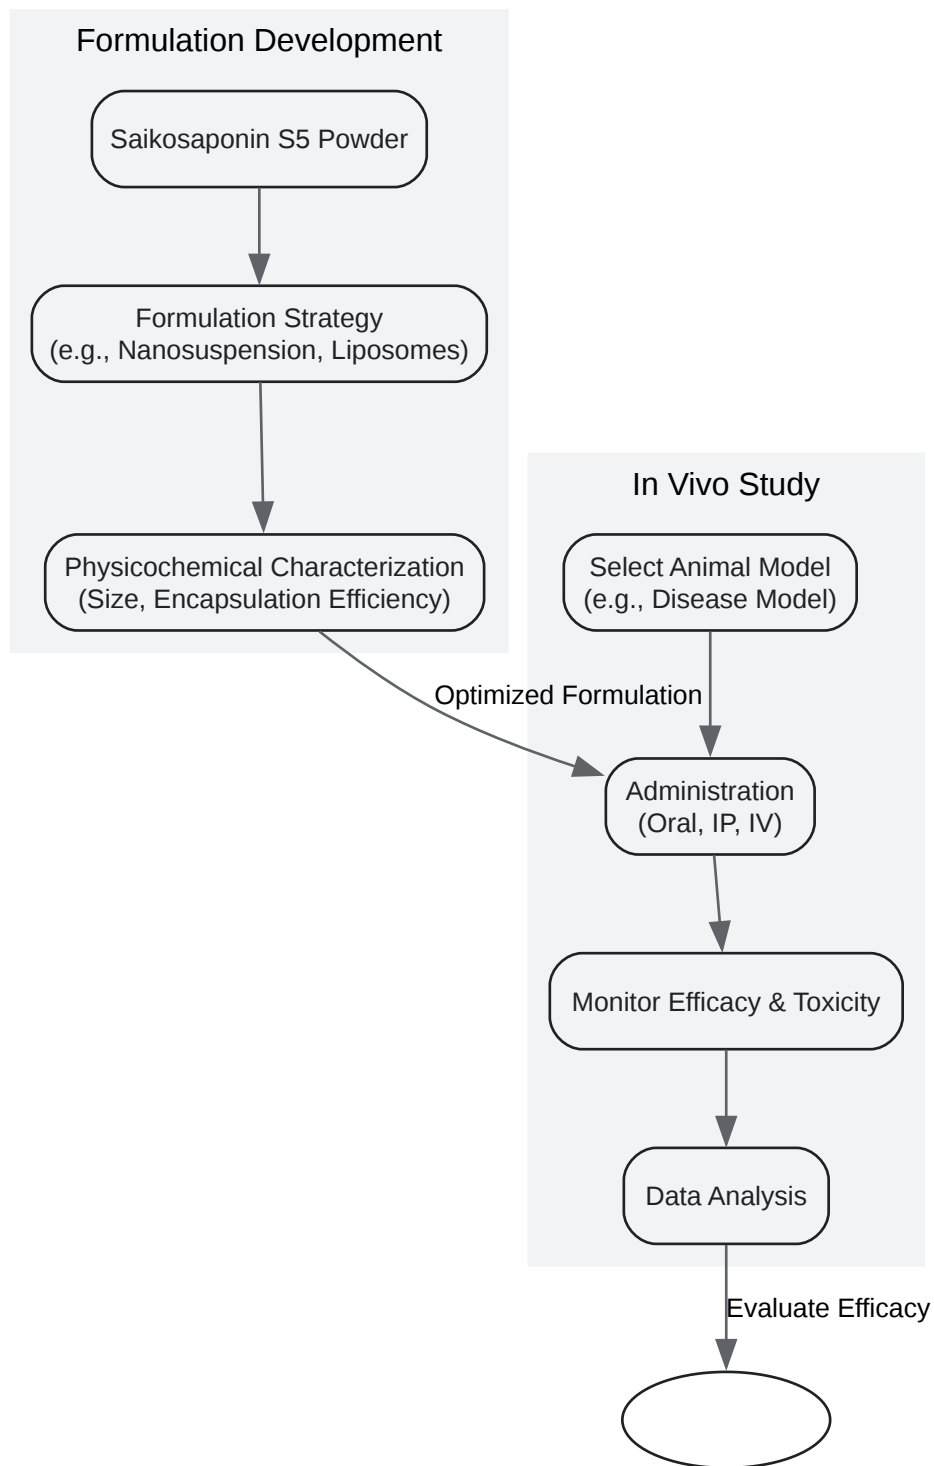 Formulation Development
Saikosaponin S5 Powder
Formulation Strategy
(e.g., Nanosuspension, Liposomes)
Physicochemical Characterization
(Size, Encapsulation Efficiency)
In Vivo Study
Select Animal Model
(e.g., Disease Model)
Optimized Formulation
Administration
(Oral, IP, IV)
Monitor Efficacy & Toxicity
Data Analysis
Evaluate Efficacy